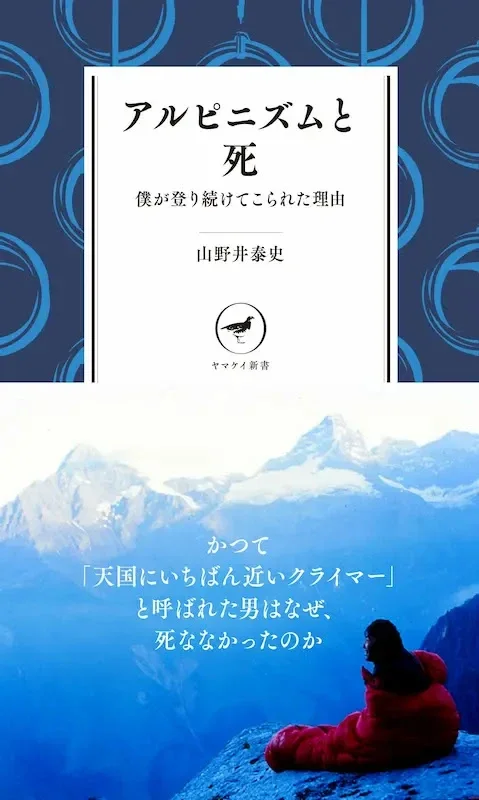 アルピニズムと
死
僕が登り続けてこられた理由
山野井泰史
ヤマケイ新書
かつて
「天国にいちばん近いクライマー」
と呼ばれた男はなぜ、
死ななかったのか